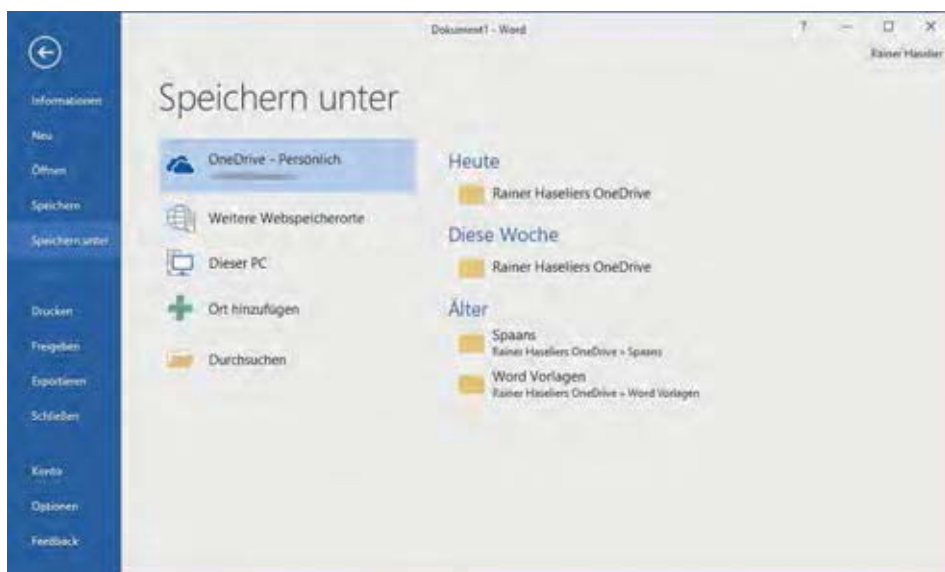 Dokument1 - Word
?
Rainer Haselier
Informationen
Neu
Öffnen
Speichern
Speichern unter
Drucken
Freigeben
Exportieren
Schließen
Konto
Optionen
Feedback
Speichern unter
OneDrive - Persönlich
Weitere Webspeicherorte
Dieser PC
Ort hinzufügen
Durchsuchen
Heute
Rainer Haseliers OneDrive
Diese Woche
Rainer Haseliers OneDrive
Älter
Spaans
Rainer Haseliers OneDrive » Spaans
Word Vorlagen
Rainer Haseliers OneDrive » Word Vorlagen